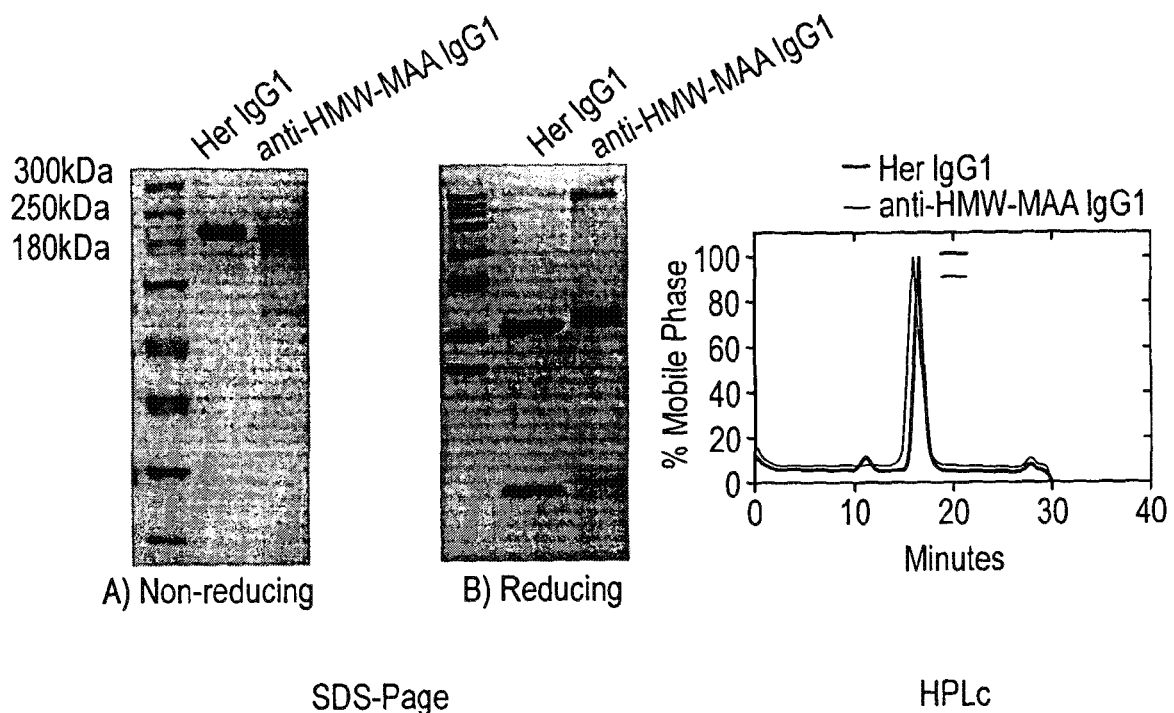 Her IgG1
anti-HMW-MAA IgG1
300kDa
250kDa
180kDa
A) Non-reducing
Her IgG1
anti-HMW-MAA IgG1
B) Reducing
SDS-Page
Her IgG1
anti-HMW-MAA IgG1
% Mobile Phase
100
80
60
40
20
0
0 10 20 30 40
Minutes
HPLc